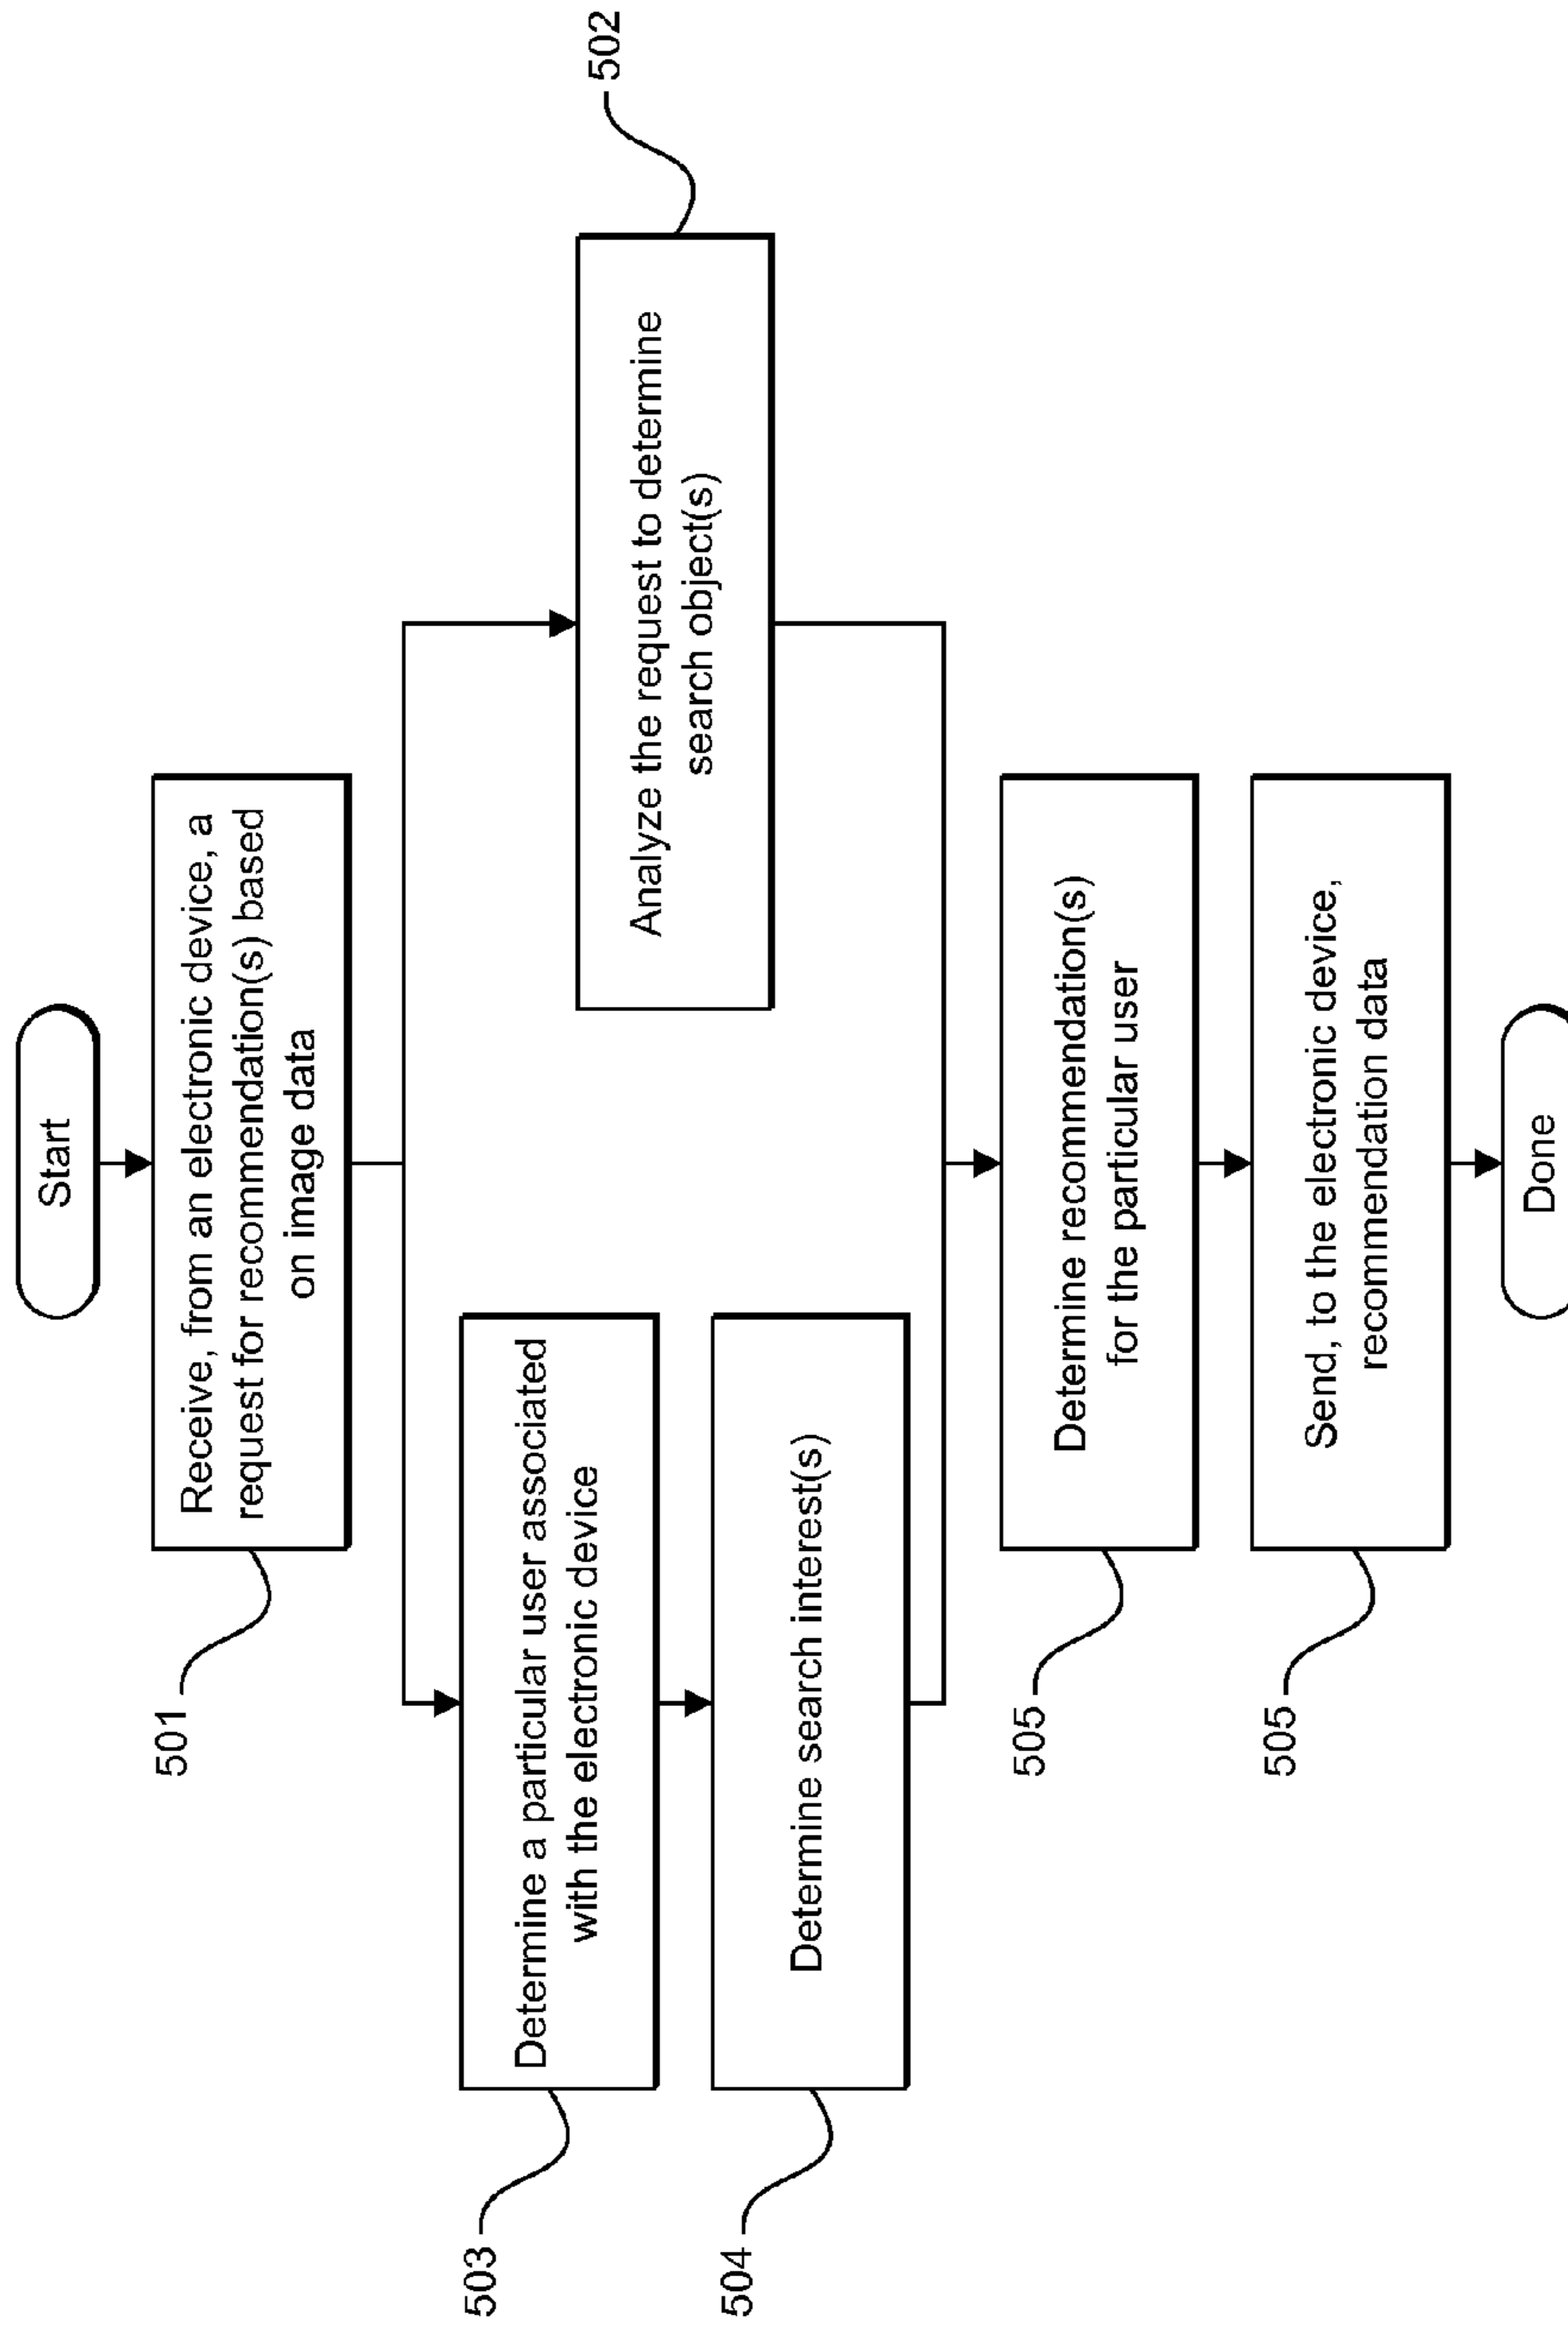 Start
Receive, from an electronic device, a
request for recommendation(s) based
on image data
501
Analyze the request to determine
search object(s)
502
Determine a particular user associated
with the electronic device
503
Determine search interest(s)
504
Determine recommendation(s)
for the particular user
505
Send, to the electronic device,
recommendation data
505
Done